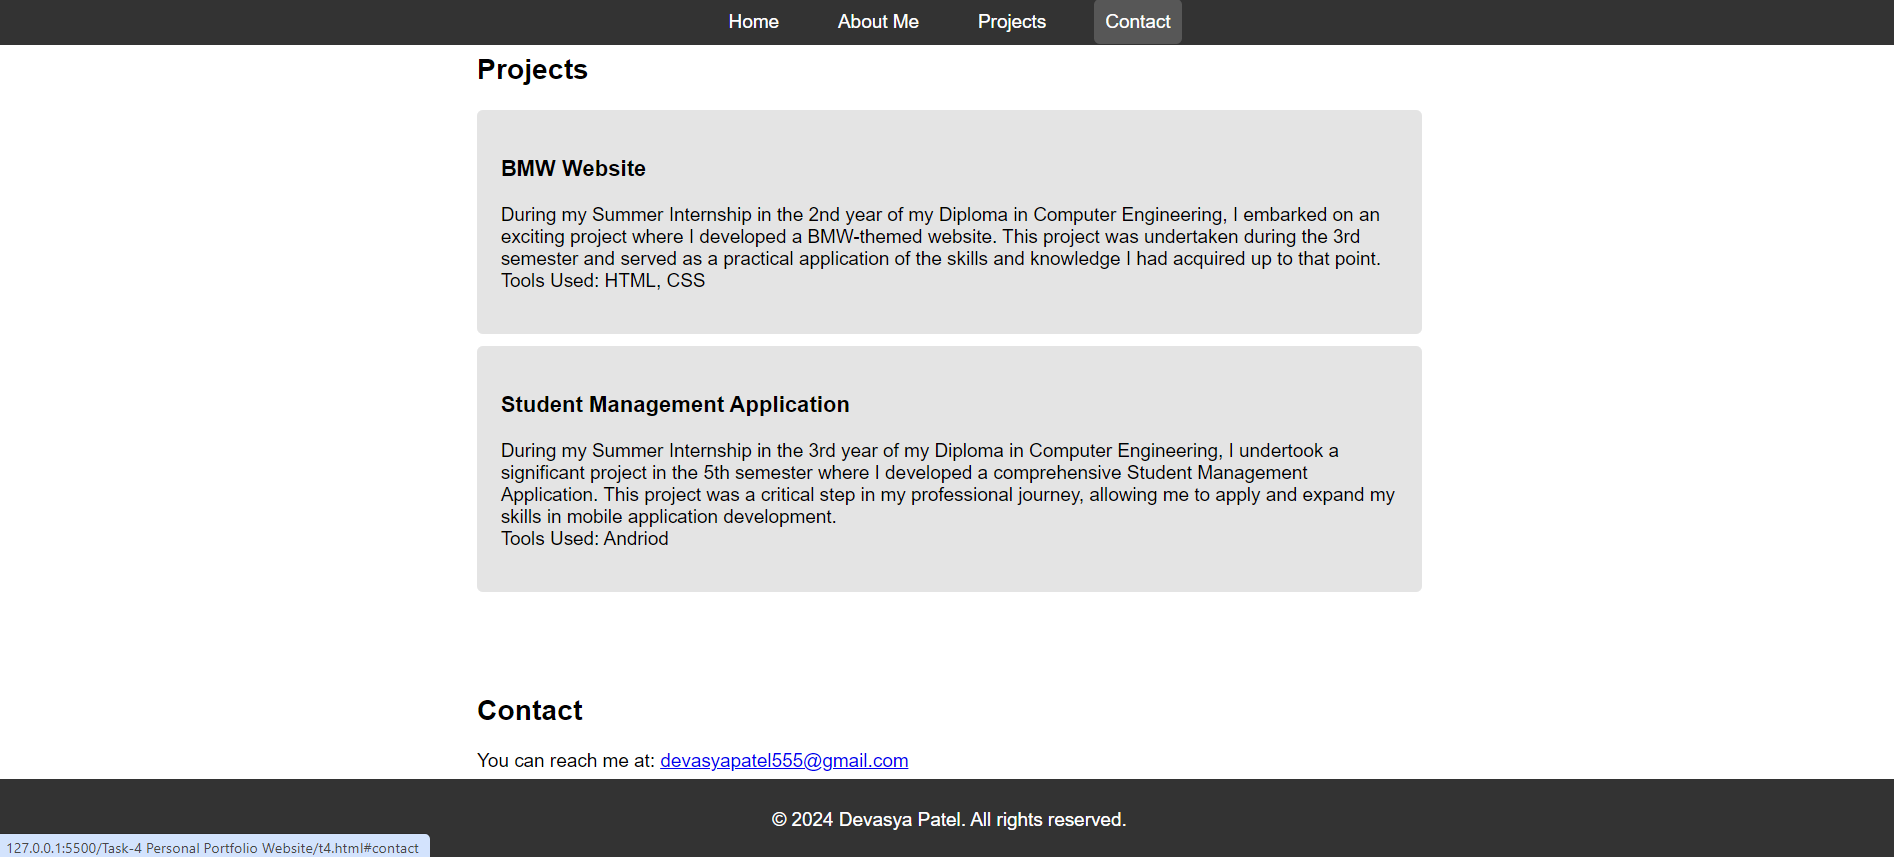 Home About Me Projects Contact
Projects
BMW Website
During my Summer Internship in the 2nd year of my Diploma in Computer Engineering, I embarked on an
exciting project where I developed a BMW-themed website. This project was undertaken during the 3rd
semester and served as a practical application of the skills and knowledge I had acquired up to that point.
Tools Used: HTML, CSS
Student Management Application
During my Summer Internship in the 3rd year of my Diploma in Computer Engineering, I undertook a
significant project in the 5th semester where I developed a comprehensive Student Management
Application. This project was a critical step in my professional journey, allowing me to apply and expand my
skills in mobile application development.
Tools Used: Andriod
Contact
You can reach me at: devasyapatel555@gmail.com
© 2024 Devasya Patel. All rights reserved.
127.0.0.1:5500/Task-4 Personal Portfolio Website/t4.html#contact